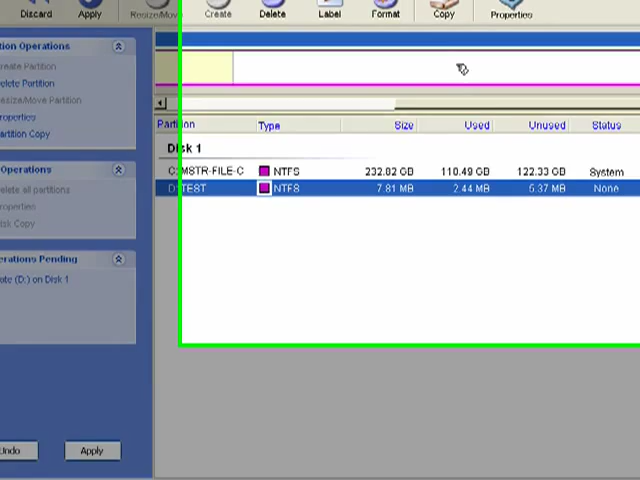 Discard Apply Resize/Move Create Delete Label Format Copy Properties
tion Operations
reate Partition
elete Partition
esize/Move Partition
roperties
artition Copy
Operations
elete all partitions
roperties
isk Copy
erations Pending
ate (D:) on Disk 1
Undo Apply
Partition Type Size Used Unused Status
Disk 1
C:MSTR-FILE-C NTFS 232.82 GB 110.49 GB 122.33 GB System
D:TEST NTFS 7.81 MB 2.44 MB 5.37 MB None